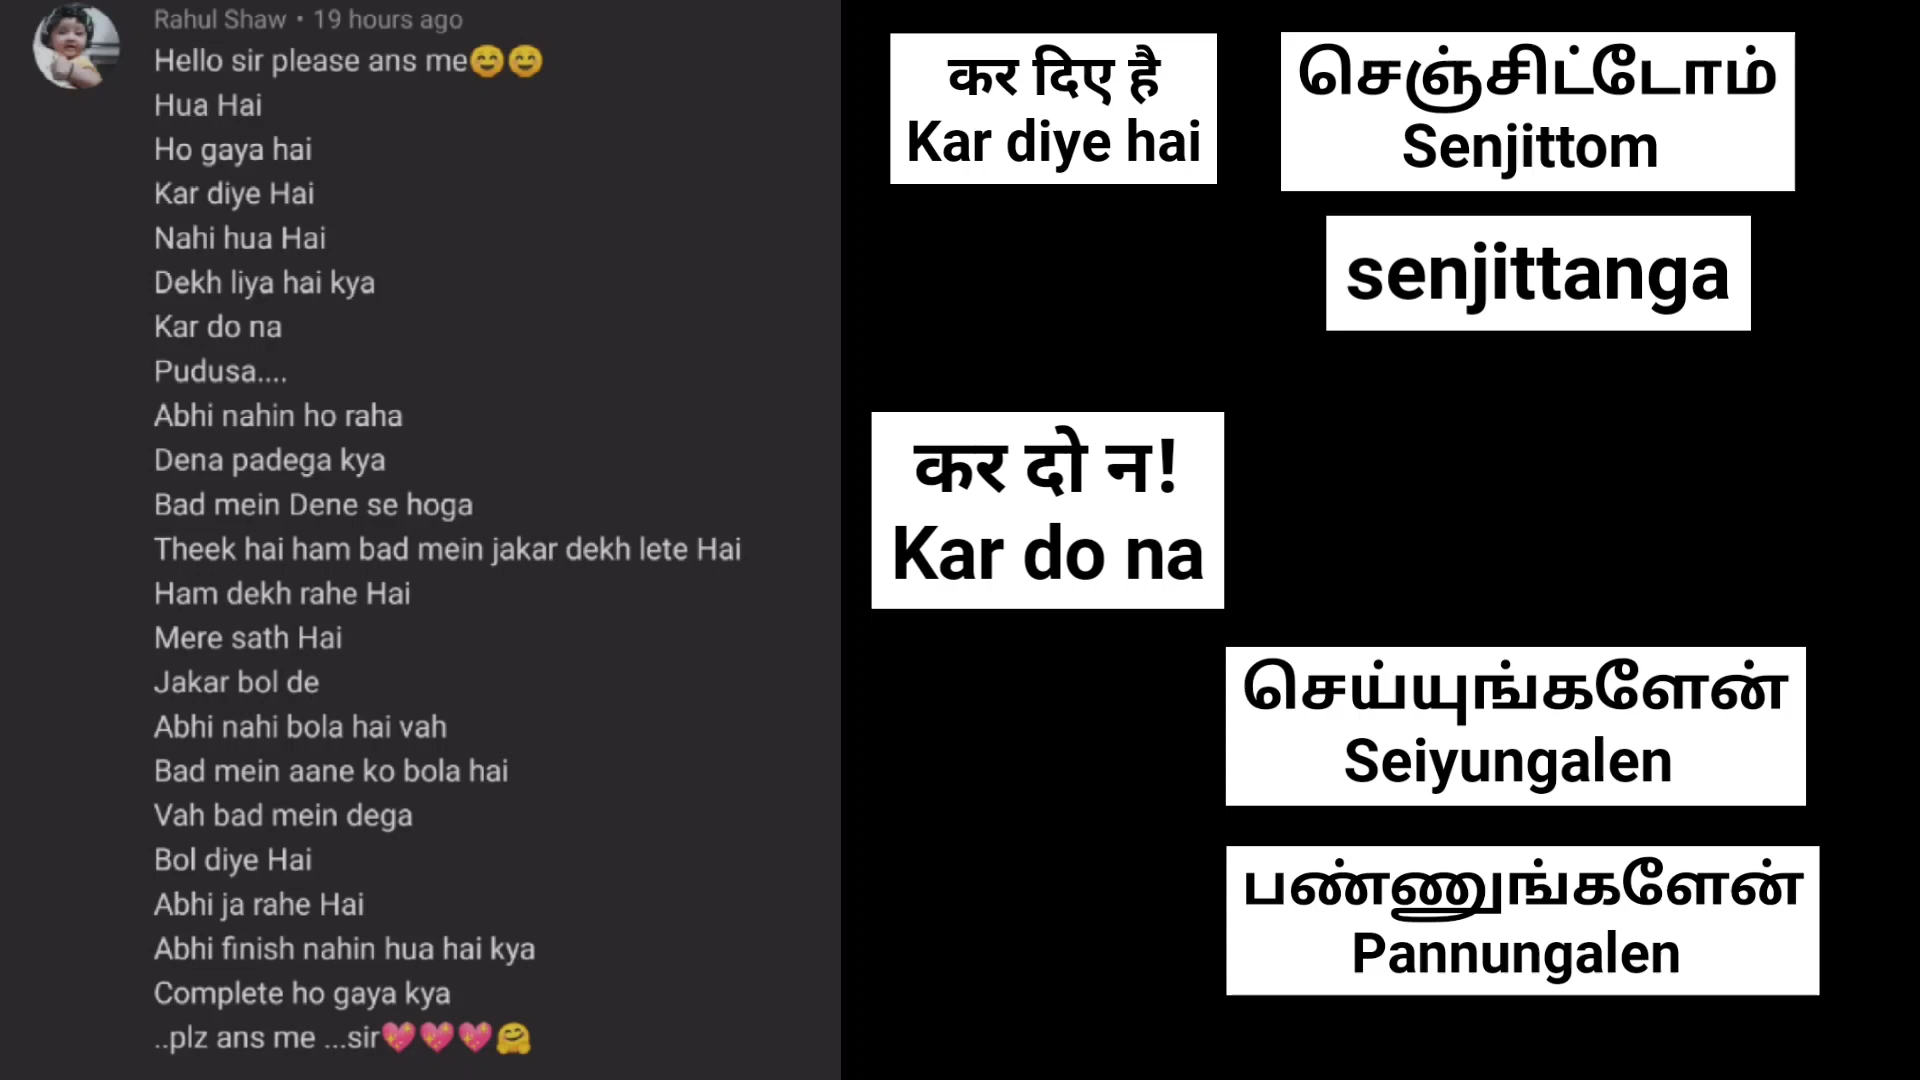 Rahul Shaw • 19 hours ago
Hello sir please ans me☺️☺️
Hua Hai
Ho gaya hai
Kar diye Hai
Nahi hua Hai
Dekh liya hai kya
Kar do na
Pudusa....
Abhi nahin ho raha
Dena padega kya
Bad mein Dene se hoga
Theek hai ham bad mein jakar dekh lete Hai
Ham dekh rahe Hai
Mere sath Hai
Jakar bol de
Abhi nahi bola hai vah
Bad mein aane ko bola hai
Vah bad mein dega
Bol diye Hai
Abhi ja rahe Hai
Abhi finish nahin hua hai kya
Complete ho gaya kya
..plz ans me ...sir💖💖💖🤗
कर दिए है
Kar diye hai
செஞ்சிட்டோம்
Senjittom
senjittanga
कर दो न!
Kar do na
செய்யுங்களேன்
Seiyungalen
பண்ணுங்களேன்
Pannungalen